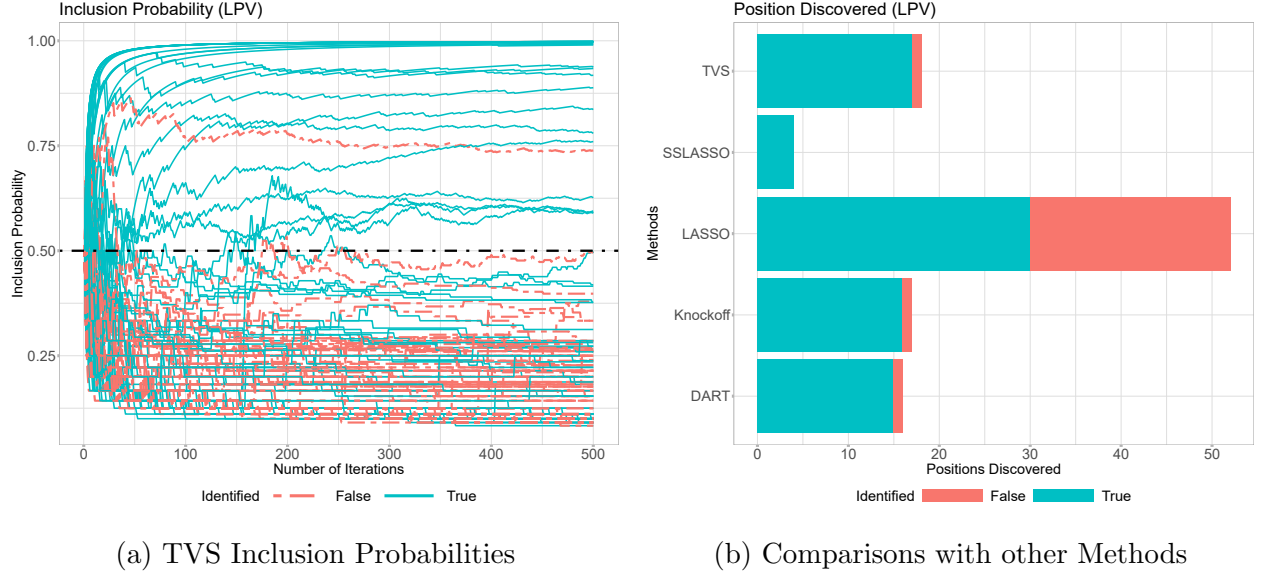 Inclusion Probability (LPV)
1.00
0.75
0.50
0.25
Inclusion Probability
0 100 200 300 400 500
Number of Iterations
Identified False True
(a) TVS Inclusion Probabilities
Position Discovered (LPV)
TVS
SSLASSO
LASSO
Knockoff
DART
Methods
0 10 20 30 40 50
Positions Discovered
Identified False True
(b) Comparisons with other Methods